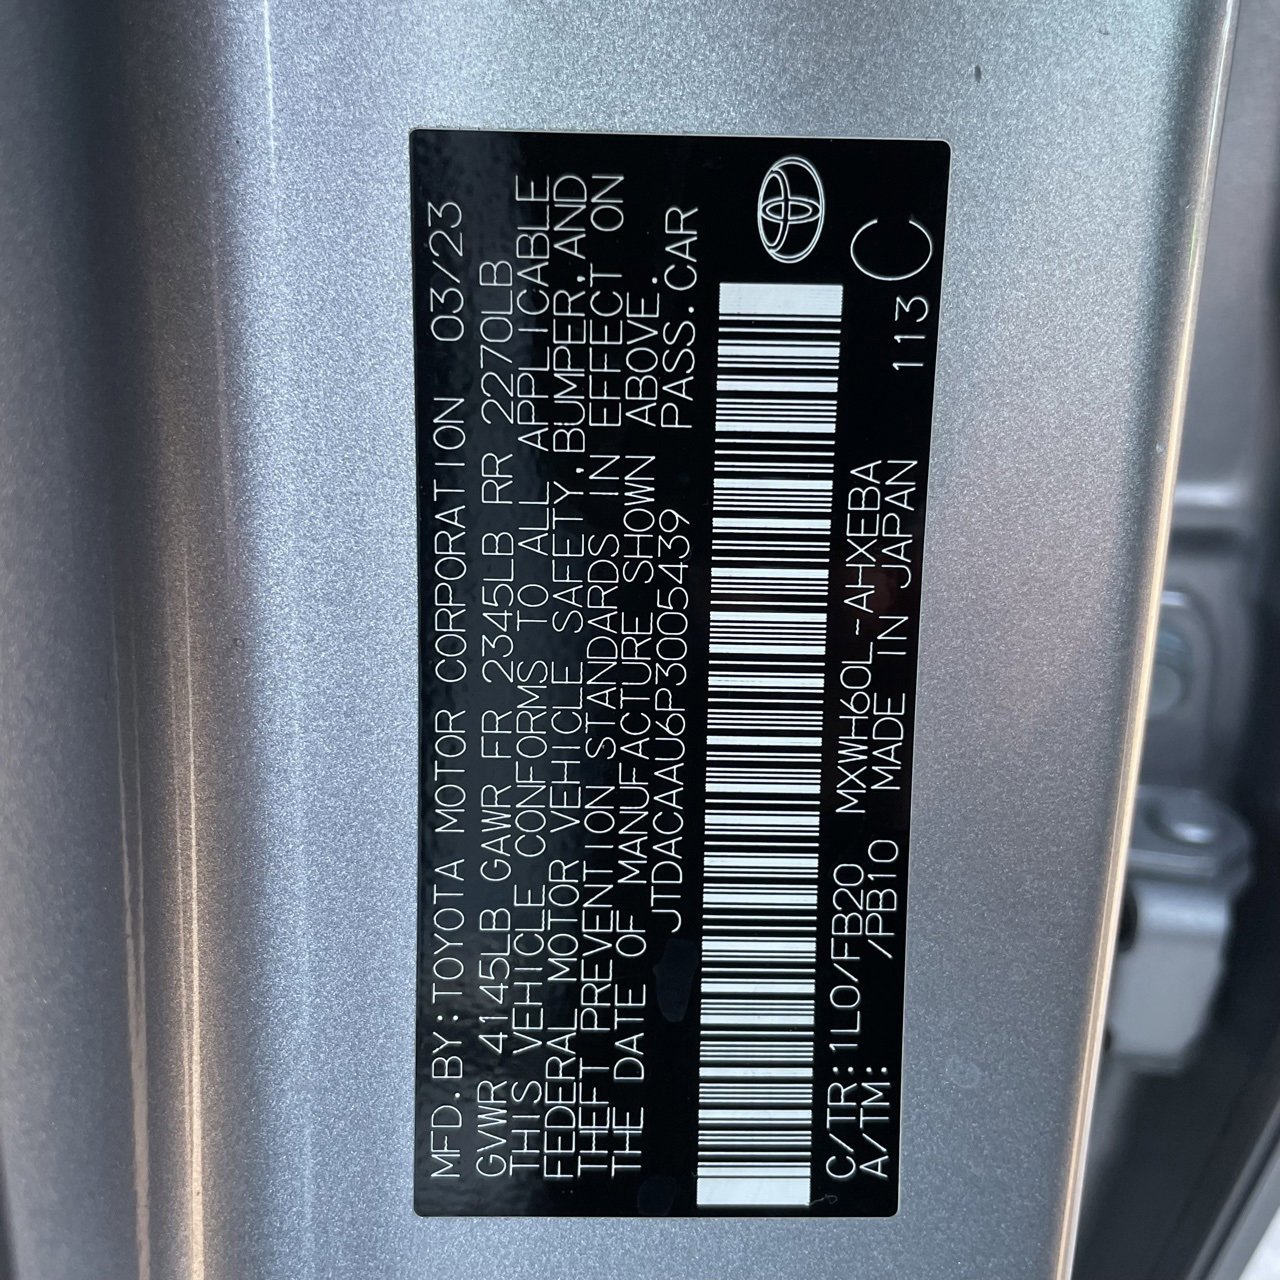 MFD.BY:TOYOTA MOTOR CORPORATION 03/23
GVWR 4145LB GAWR FR 2345LB RR 2270LB
THIS VEHICLE CONFORMS TO ALL APPLICABLE
FEDERAL MOTOR VEHICLE SAFETY,BUMPER,AND
THEFT PREVENTION STANDARDS IN EFFECT ON
THE DATE OF MANUFACTURE SHOWN ABOVE.
JTDACAAU6P3005439 PASS.CAR
C/TR:1L0/FB20 MXWH60L-AHXEBA
A/TM: /PB10 MADE IN JAPAN 113 C